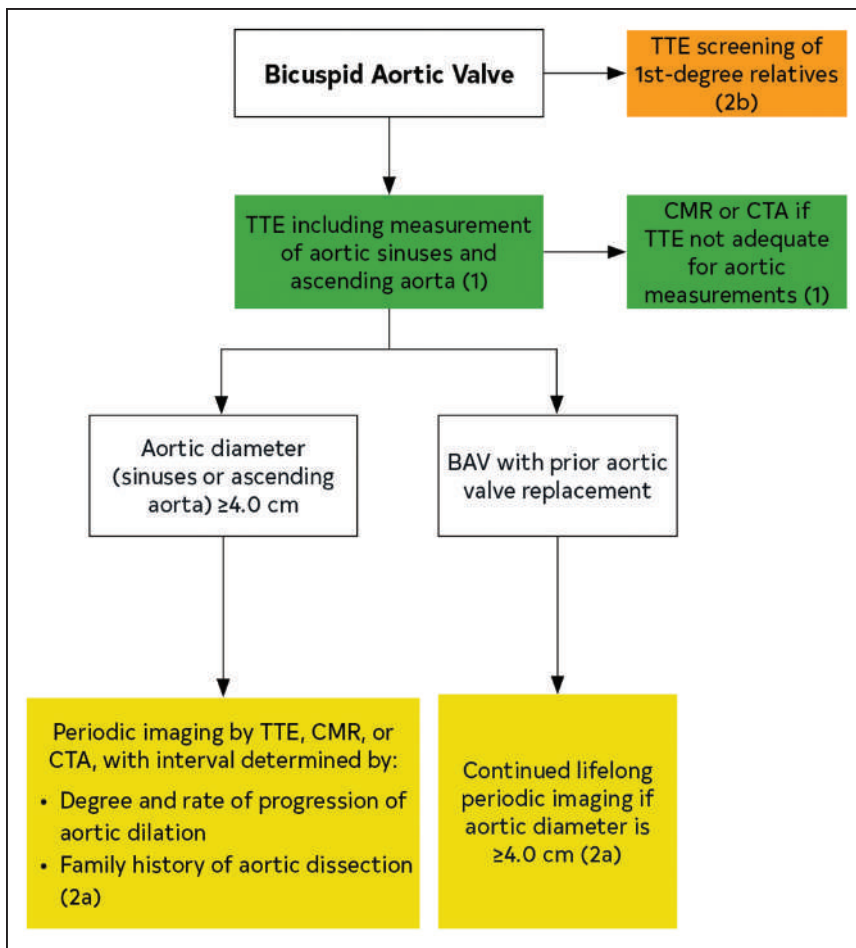 Bicuspid Aortic Valve
TTE screening of
1st-degree relatives
(2b)
TTE including measurement
of aortic sinuses and
ascending aorta (1)
CMR or CTA if
TTE not adequate
for aortic
measurements (1)
Aortic diameter
(sinuses or ascending
aorta) ≥4.0 cm
BAV with prior aortic
valve replacement
Periodic imaging by TTE, CMR, or
CTA, with interval determined by:
• Degree and rate of progression of
aortic dilation
• Family history of aortic dissection
(2a)
Continued lifelong
periodic imaging if
aortic diameter is
≥4.0 cm (2a)